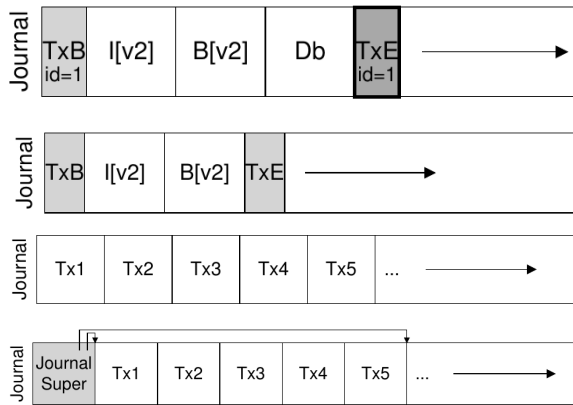 Journal
TxB I[v2] B[v2] Db TxE
id=1 id=1
Journal
TxB I[v2] B[v2] TxE
Journal
Tx1 Tx2 Tx3 Tx4 Tx5 ...
Journal
Journal
Super
Tx1 Tx2 Tx3 Tx4 Tx5 ...